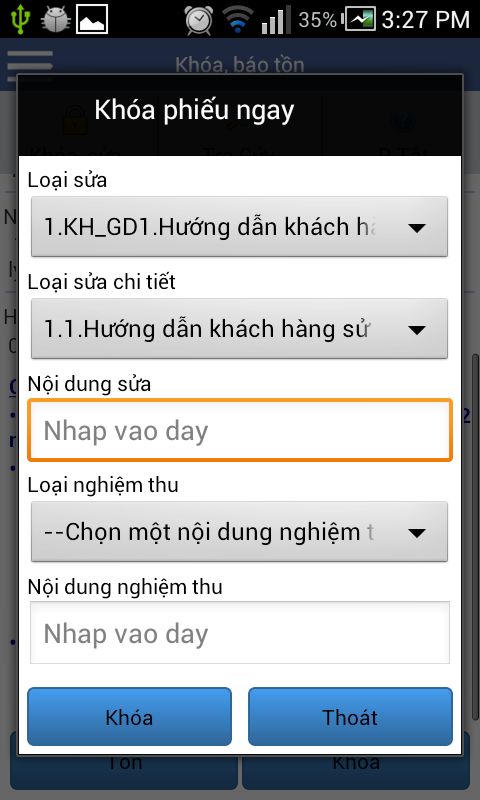 35% 3:27 PM
Khóa, báo tồn
Khóa phiếu ngay
Loại sửa
1.KH_GD1.Hướng dẫn khách hà
Loại sửa chi tiết
1.1.Hướng dẫn khách hàng sử
Nội dung sửa
Nhap vao day
Loại nghiệm thu
--Chọn một nội dung nghiệm t
Nội dung nghiệm thu
Nhap vao day
Khóa Thoát
Tồn Khóa